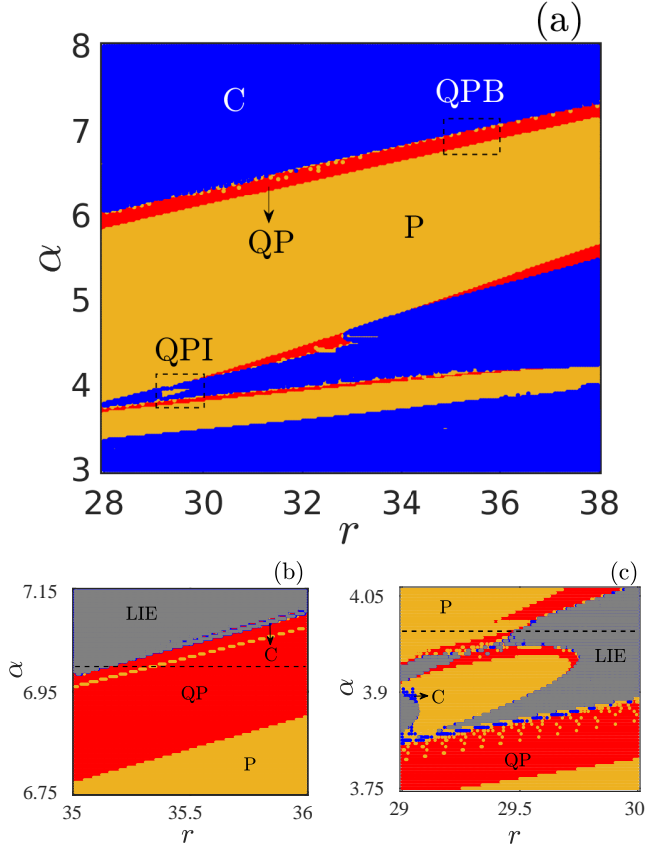 (a)
8
7
6
5
4
3
α
C
QPB
QP
P
QPI
28 30 32 34 36 38
r
(b)
7.15
6.95
6.75
α
LIE
C
QP
P
35 35.5 36
r
(c)
4.05
3.9
3.75
α
P
LIE
C
QP
29 29.5 30
r